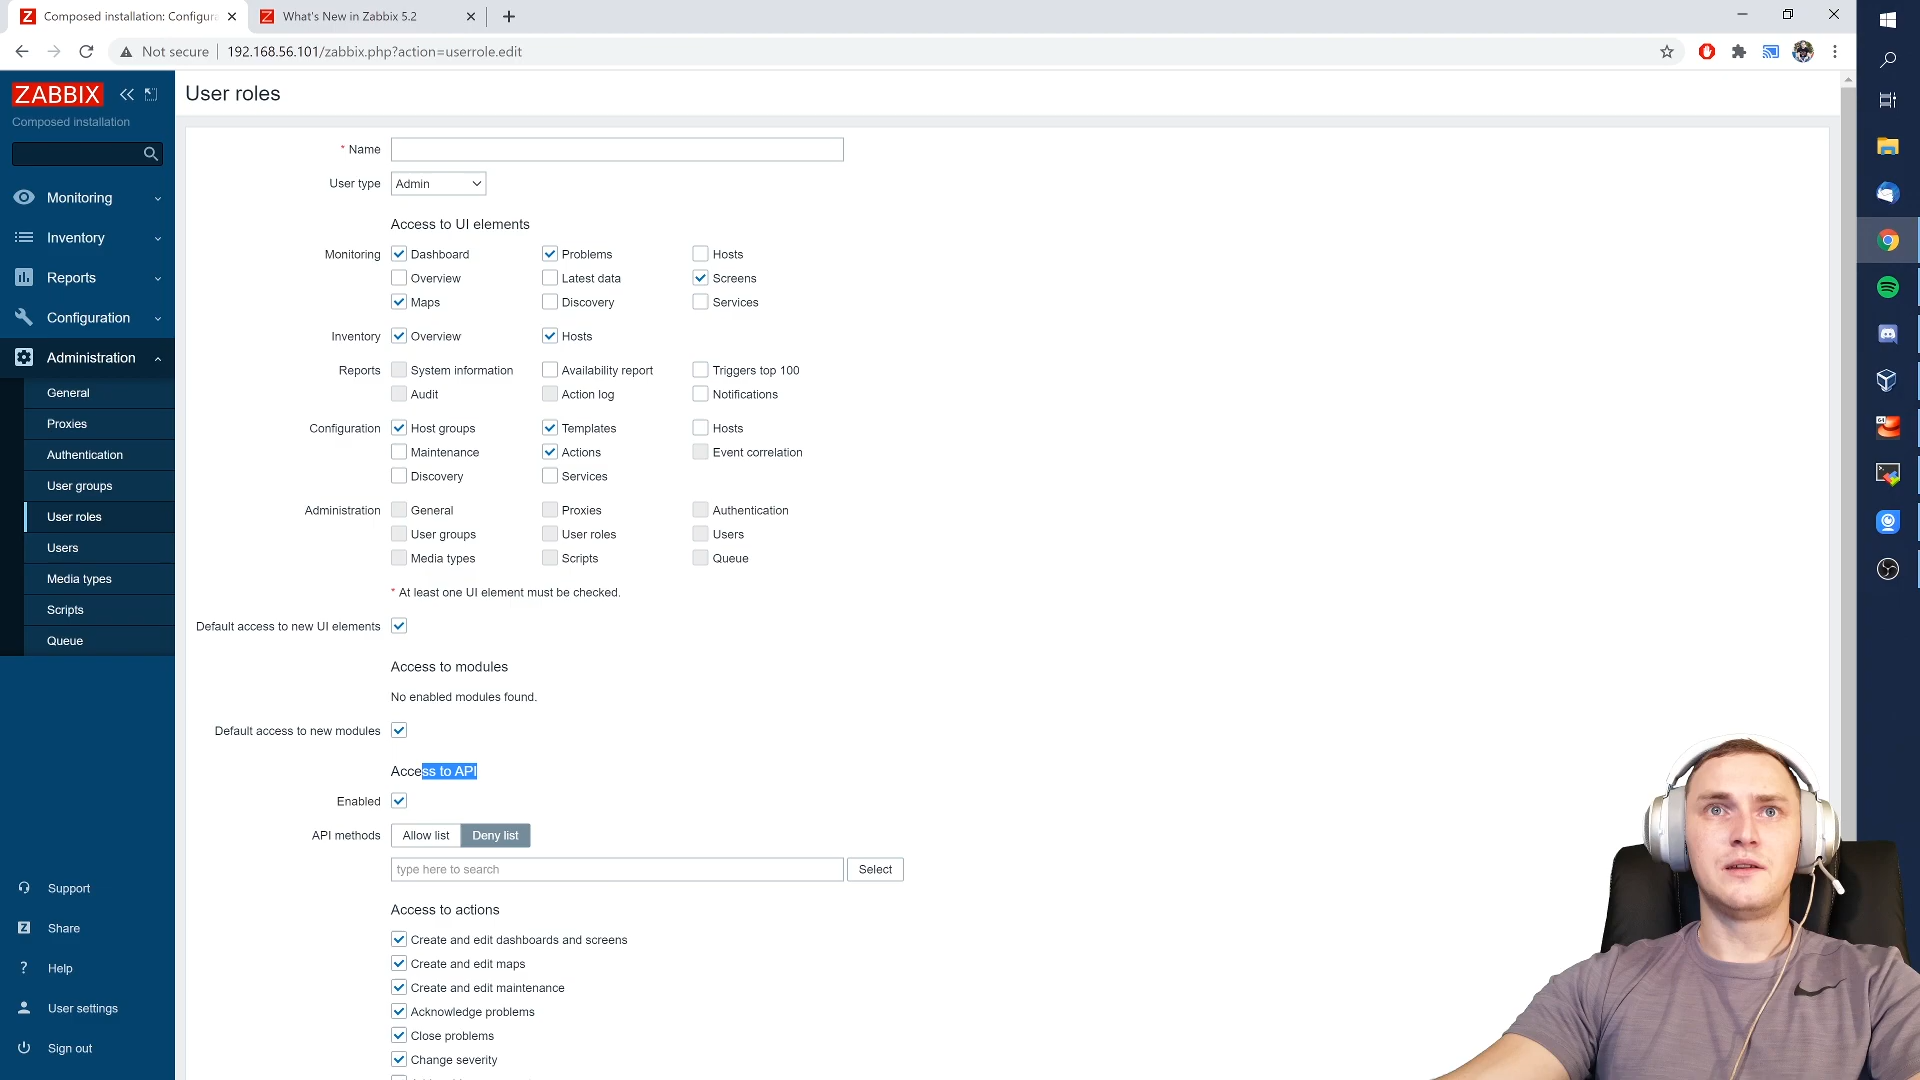 Composed installation: Configura
What's New in Zabbix 5.2
Not secure
192.168.56.101/zabbix.php?action=userrole.edit
ZABBIX
Composed installation
Monitoring
Inventory
Reports
Configuration
Administration
General
Proxies
Authentication
User groups
User roles
Users
Media types
Scripts
Queue
Support
Share
Help
User settings
Sign out
User roles
* Name
User type Admin
Access to UI elements
Monitoring Dashboard Problems Hosts
Overview Latest data Screens
Maps Discovery Services
Inventory Overview Hosts
Reports System information Availability report Triggers top 100
Audit Action log Notifications
Configuration Host groups Templates Hosts
Maintenance Actions Event correlation
Discovery Services
Administration General Proxies Authentication
User groups User roles Users
Media types Scripts Queue
* At least one UI element must be checked.
Default access to new UI elements
Access to modules
No enabled modules found.
Default access to new modules
Access to API
Enabled
API methods Allow list Deny list
type here to search Select
Access to actions
Create and edit dashboards and screens
Create and edit maps
Create and edit maintenance
Acknowledge problems
Close problems
Change severity